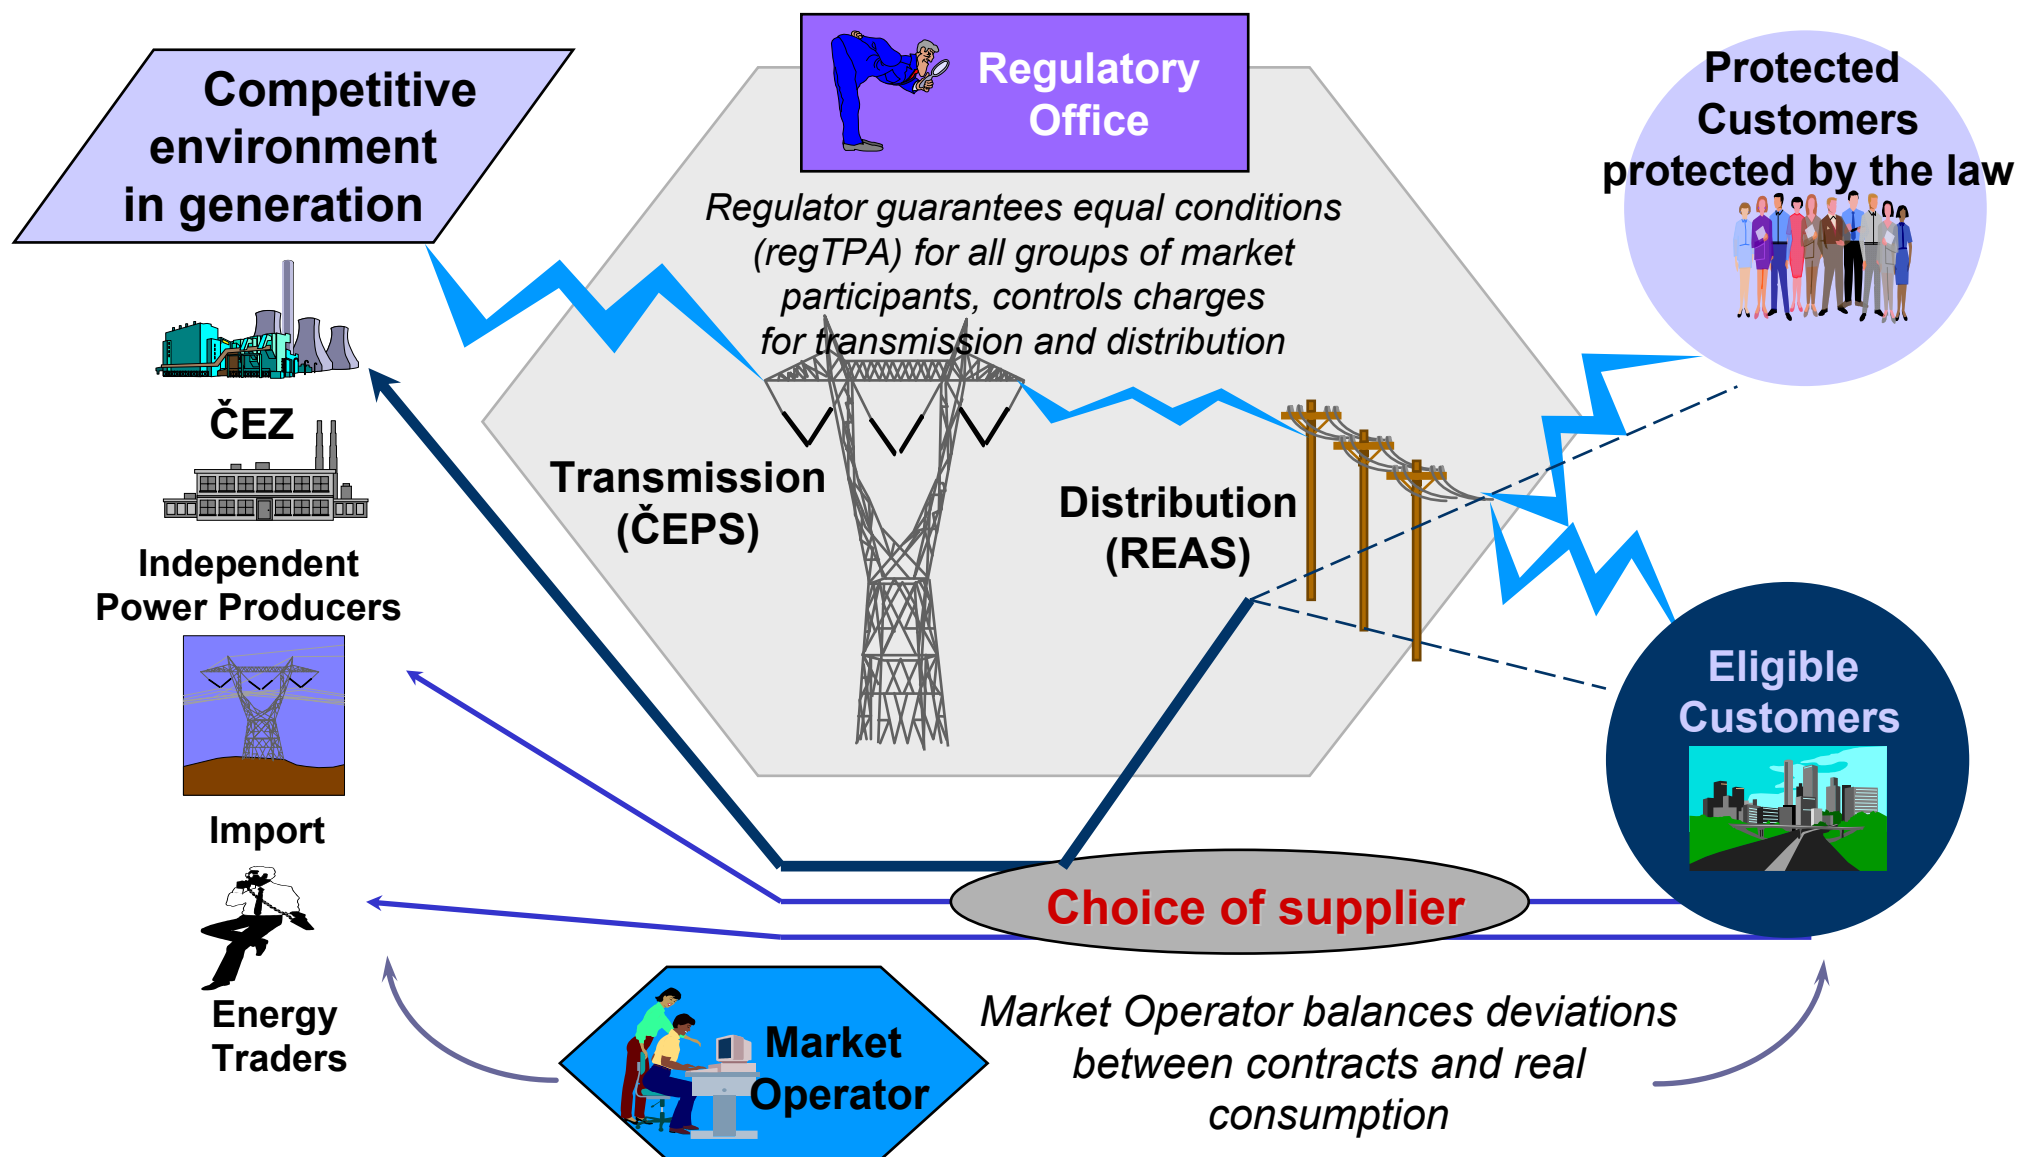 Competitive
environment
in generation
Regulatory
Office
Regulator guarantees equal conditions
(regTPA) for all groups of market
participants, controls charges
for transmission and distribution
Protected
Customers
protected by the law
ČEZ
Transmission
(ČEPS)
Distribution
(REAS)
Independent
Power Producers
Import
Energy
Traders
Eligible
Customers
Choice of supplier
Market
Operator
Market Operator balances deviations
between contracts and real
consumption